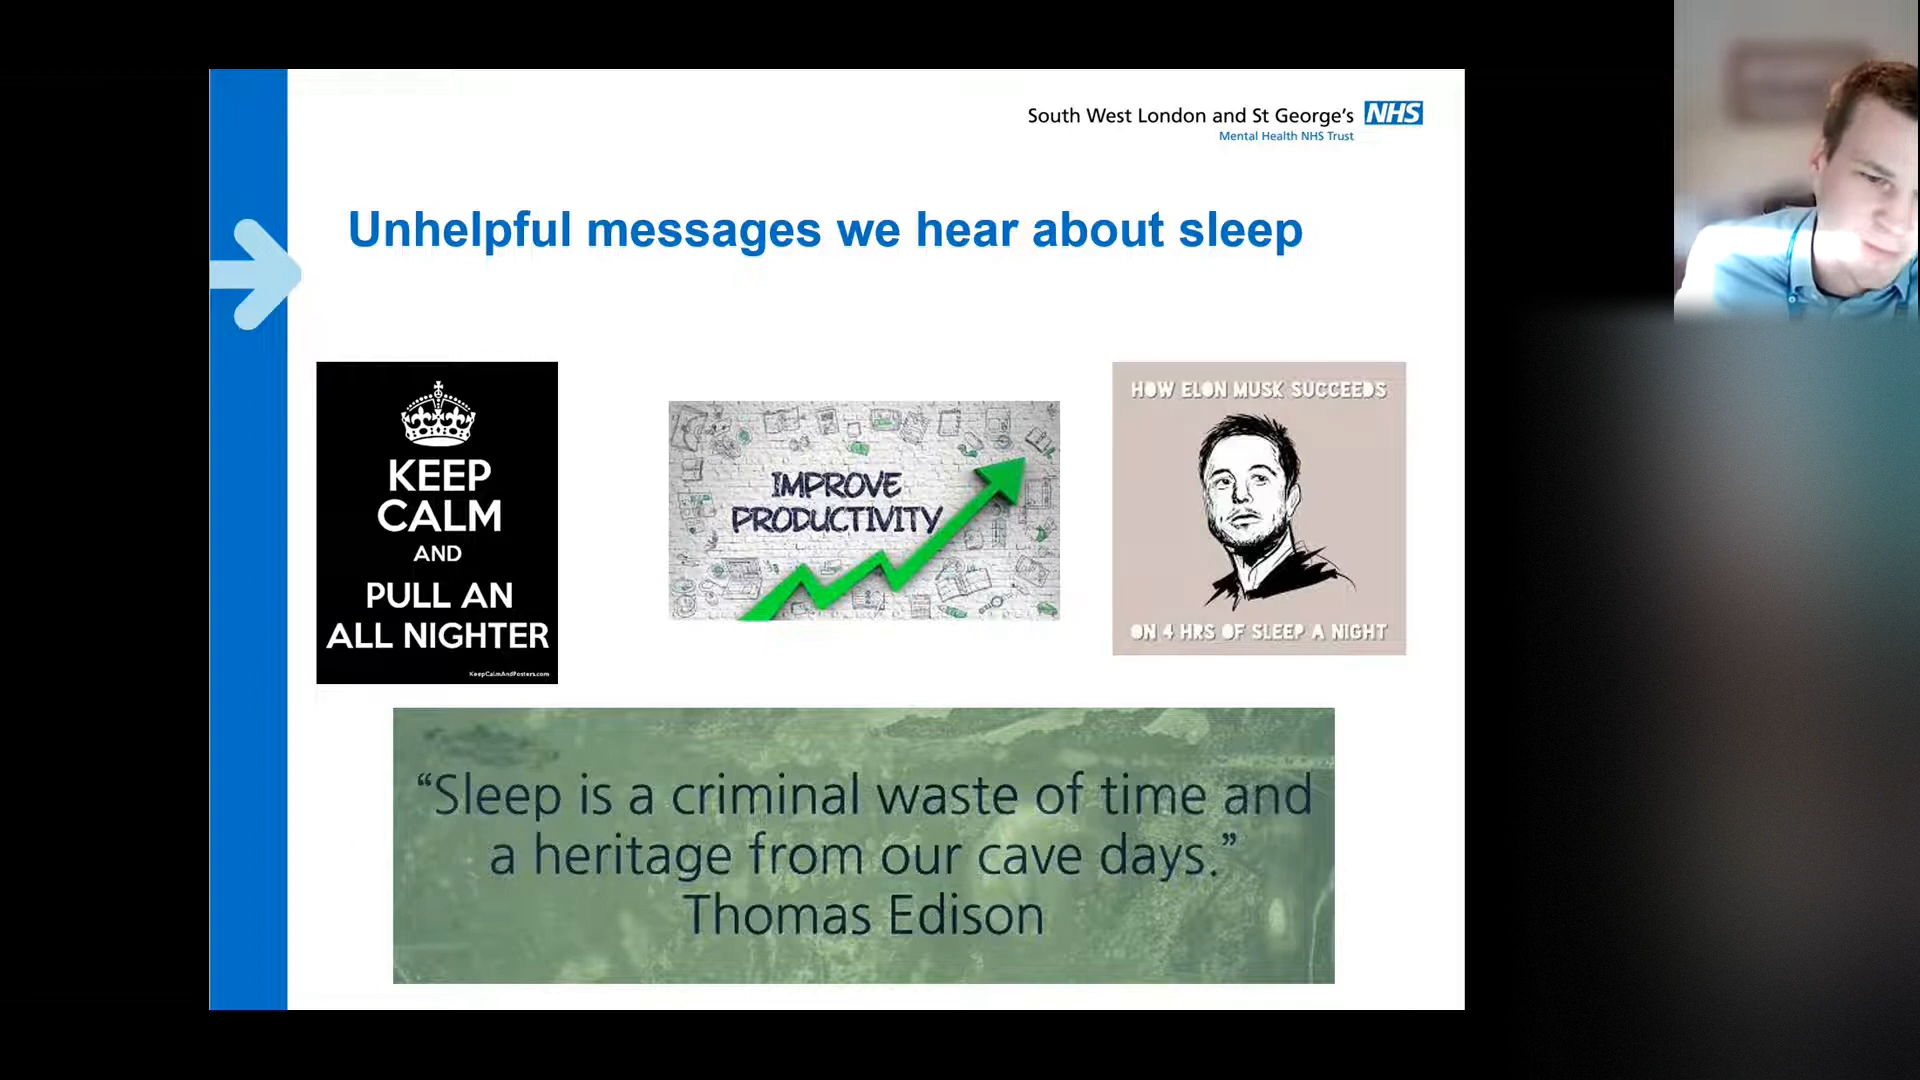 South West London and St George's NHS
Mental Health NHS Trust
Unhelpful messages we hear about sleep
KEEP
CALM
AND
PULL AN
ALL NIGHTER
KeepCalmAndPosters.com
IMPROVE
PRODUCTIVITY
HOW ELON MUSK SUCCEEDS
ON 4 HRS OF SLEEP A NIGHT
“Sleep is a criminal waste of time and
a heritage from our cave days.”
Thomas Edison